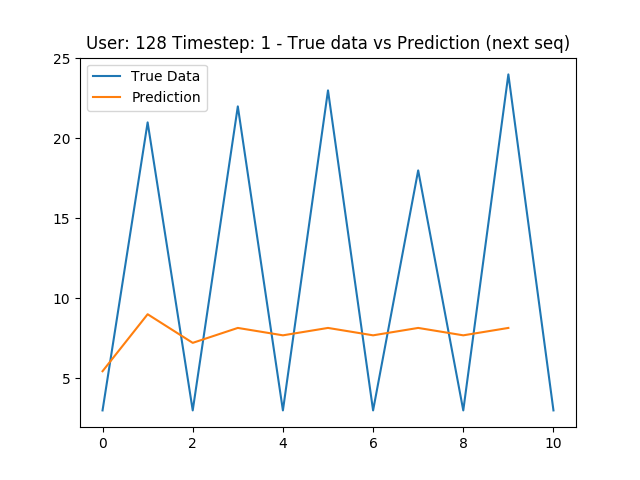 User: 128 Timestep: 1 - True data vs Prediction (next seq)
True Data
Prediction
25
20
15
10
5
0 2 4 6 8 10